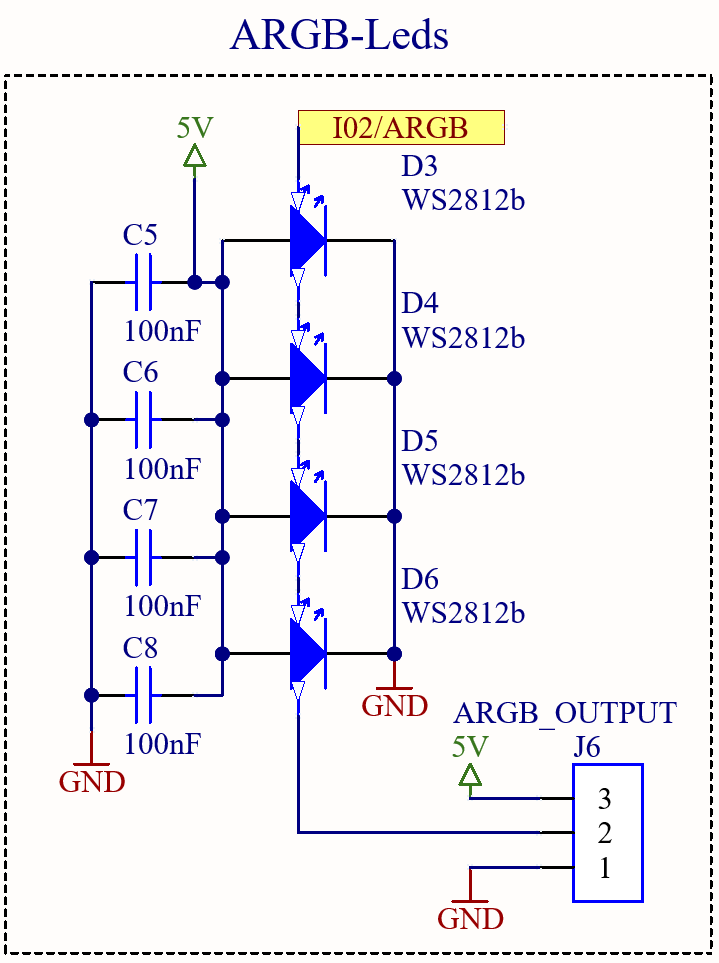 ARGB-Leds
5V
I02/ARGB
D3
WS2812b
C5
100nF
D4
WS2812b
C6
100nF
D5
WS2812b
C7
100nF
D6
WS2812b
C8
100nF
GND
GND
ARGB_OUTPUT
5V
J6
3
2
1
GND